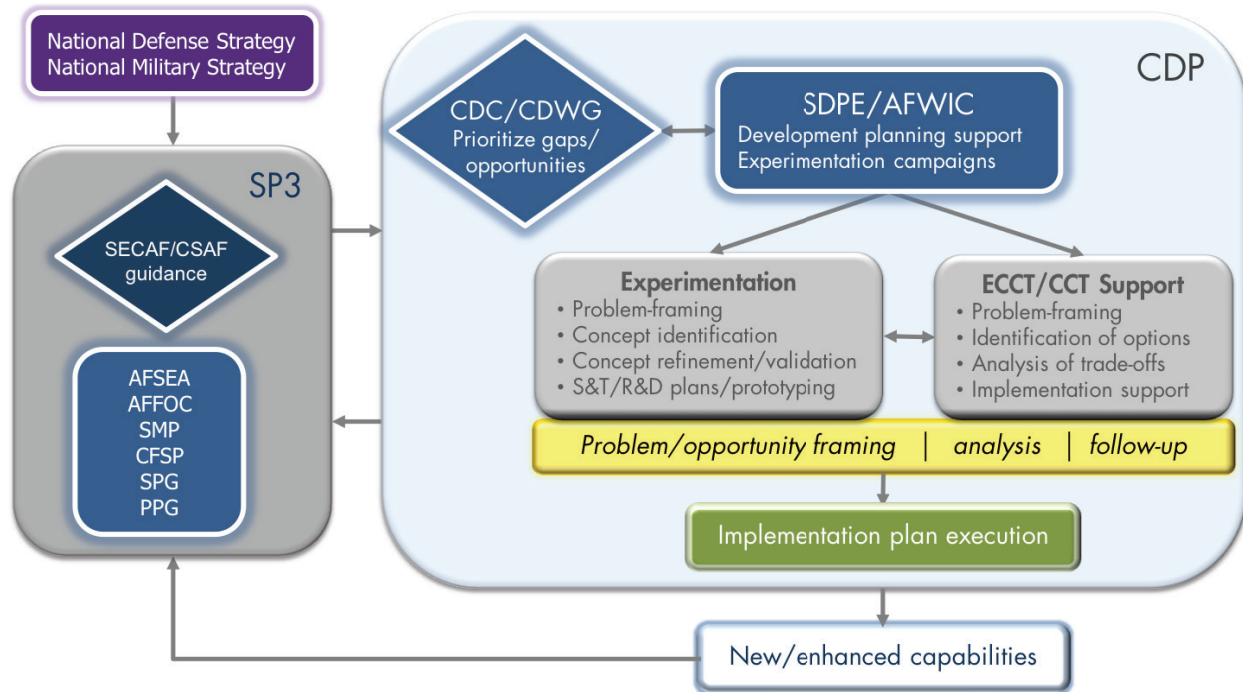 National Defense Strategy
National Military Strategy
SP3
SECAF/CSAF
guidance
AFSEA
AFFOC
SMP
CFSP
SPG
PPG
CDP
CDC/CDWG
Prioritize gaps/
opportunities
SDPE/AFWIC
Development planning support
Experimentation campaigns
Experimentation
• Problem-framing
• Concept identification
• Concept refinement/validation
• S&T/R&D plans/prototyping
ECCT/CCT Support
• Problem-framing
• Identification of options
• Analysis of trade-offs
• Implementation support
Problem/opportunity framing | analysis | follow-up
Implementation plan execution
New/enhanced capabilities